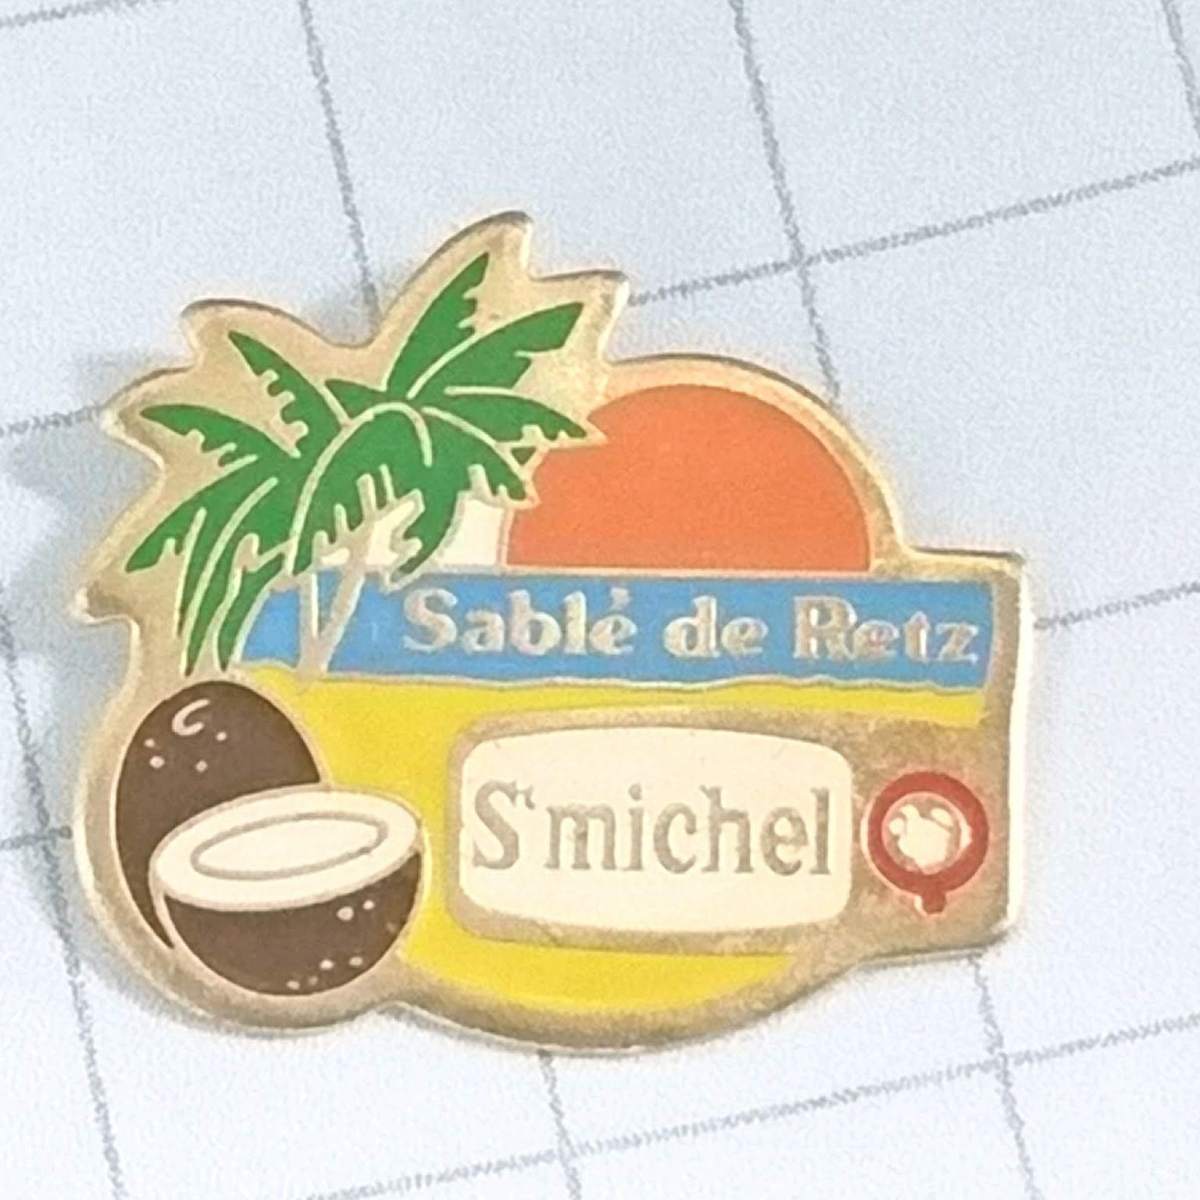 Sablé de Retz
St michel